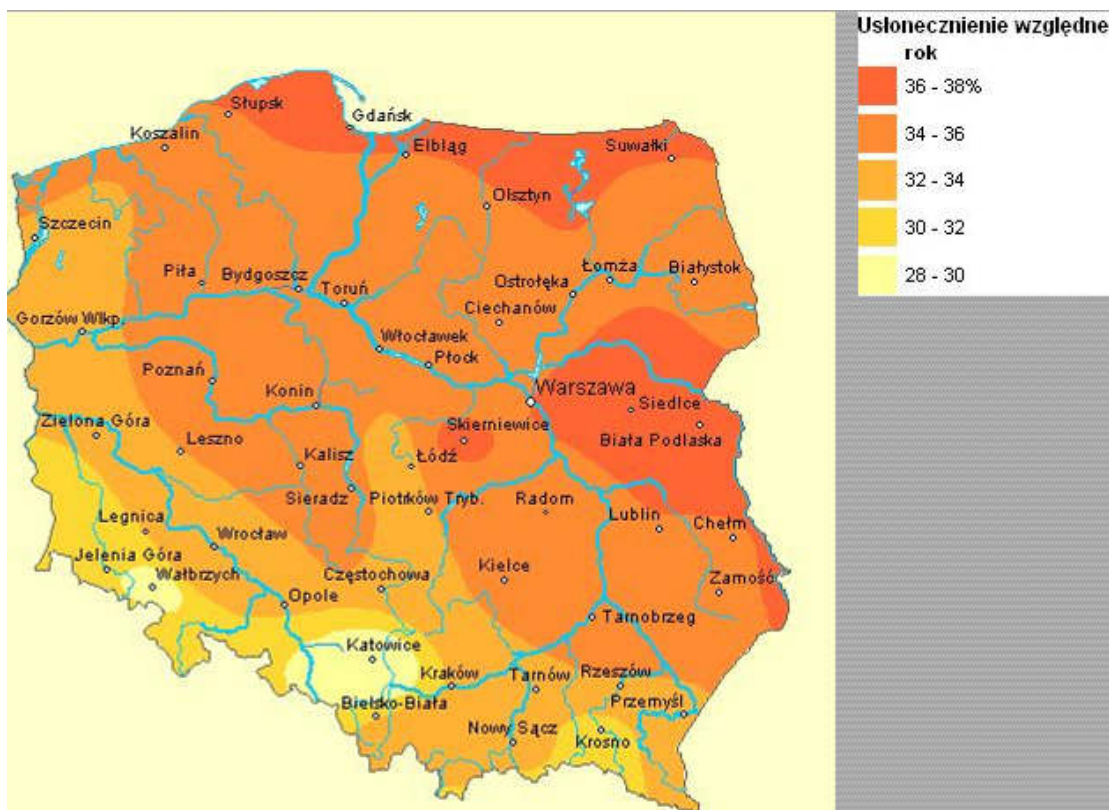 Usłonecznienie względne
rok
36 - 38%
34 - 36
32 - 34
30 - 32
28 - 30
Słupsk
Gdańsk
Koszalin
Elbląg
Suwałki
Olsztyn
Szczecin
Piła
Bydgoszcz
Toruń
Ostrołęka
Łomża
Białystok
Ciechanów
Gorzów Wlkp.
Włocławek
Płock
Poznań
Konin
Warszawa
Siedlce
Zielona Góra
Leszno
Skierniewice
Biała Podlaska
Kalisz
Łódź
Sieradz
Piotrków Tryb.
Radom
Lublin
Chełm
Legnica
Wrocław
Jelenia Góra
Wałbrzych
Częstochowa
Kielce
Zamość
Opole
Tarnobrzeg
Katowice
Kraków
Tarnów
Rzeszów
Bielsko-Biała
Przemyśl
Nowy Sącz
Krosno